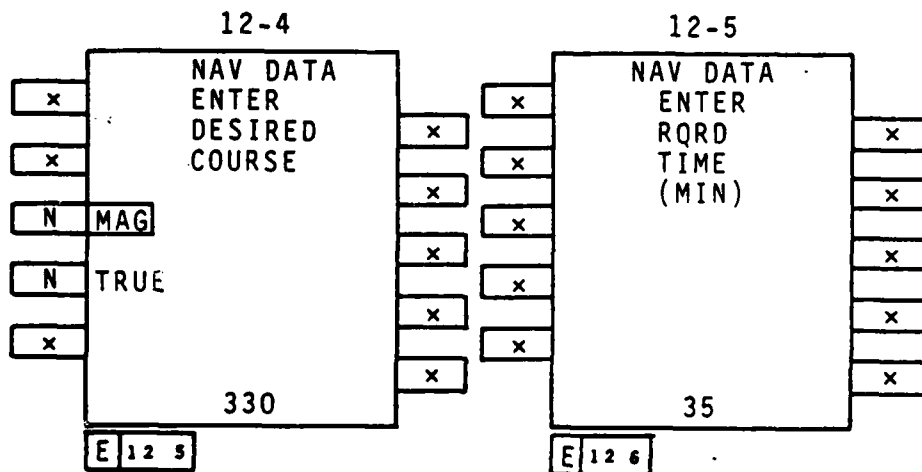 12-4
NAV DATA
ENTER
DESIRED
COURSE
x
x
N MAG
N TRUE
x
x
x
x
x
x
330
E 12 5
12-5
NAV DATA
ENTER
RQRD
TIME
(MIN)
x
x
x
x
x
x
x
x
x
x
35
E 12 6